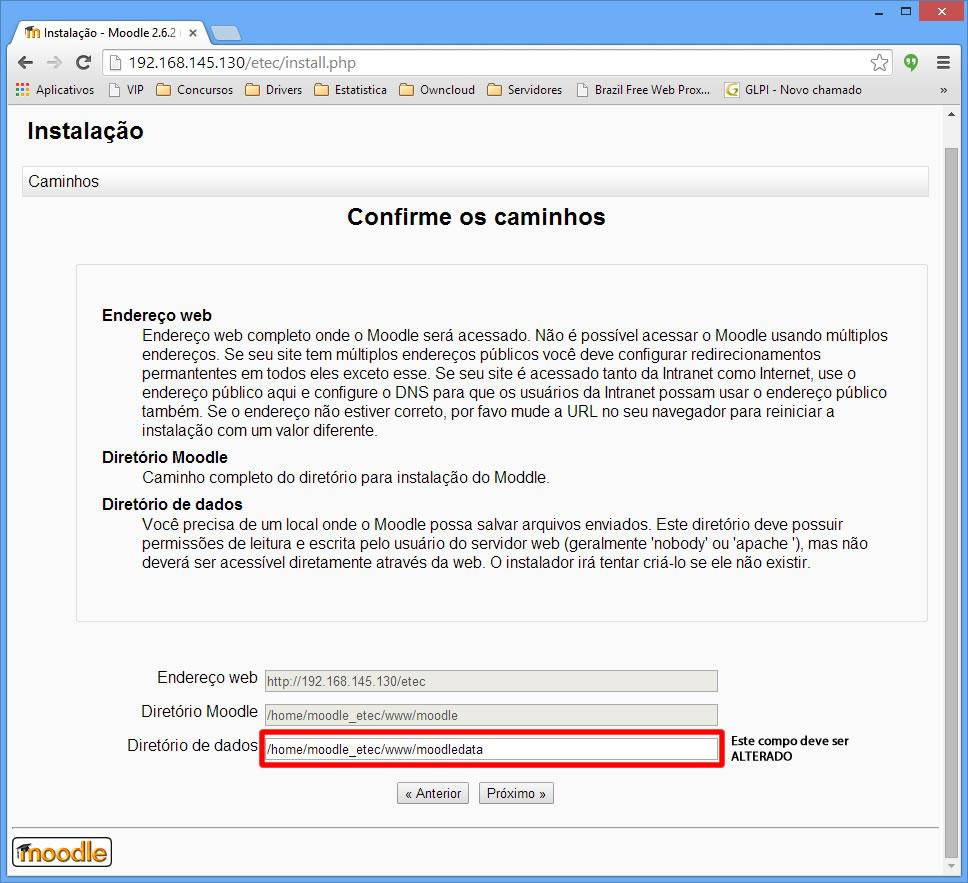 Instalação - Moodle 2.6.2
192.168.145.130/etec/install.php
Aplicativos VIP Concursos Drivers Estatistica Owncloud Servidores Brazil Free Web Prox... GLPI - Novo chamado »
Instalação
Caminhos
Confirme os caminhos
Endereço web
Endereço web completo onde o Moodle será acessado. Não é possível acessar o Moodle usando múltiplos
endereços. Se seu site tem múltiplos endereços públicos você deve configurar redirecionamentos
permantentes em todos eles exceto esse. Se seu site é acessado tanto da Intranet como Internet, use o
endereço público aqui e configure o DNS para que os usuários da Intranet possam usar o endereço público
também. Se o endereço não estiver correto, por favo mude a URL no seu navegador para reiniciar a
instalação com um valor diferente.
Diretório Moodle
Caminho completo do diretório para instalação do Moddle.
Diretório de dados
Você precisa de um local onde o Moodle possa salvar arquivos enviados. Este diretório deve possuir
permissões de leitura e escrita pelo usuário do servidor web (geralmente 'nobody' ou 'apache '), mas não
deverá ser acessível diretamente através da web. O instalador irá tentar criá-lo se ele não existir.
Endereço web http://192.168.145.130/etec
Diretório Moodle /home/moodle_etec/www/moodle
Diretório de dados /home/moodle_etec/www/moodledata
Este compo deve ser
ALTERADO
« Anterior Próximo »
moodle